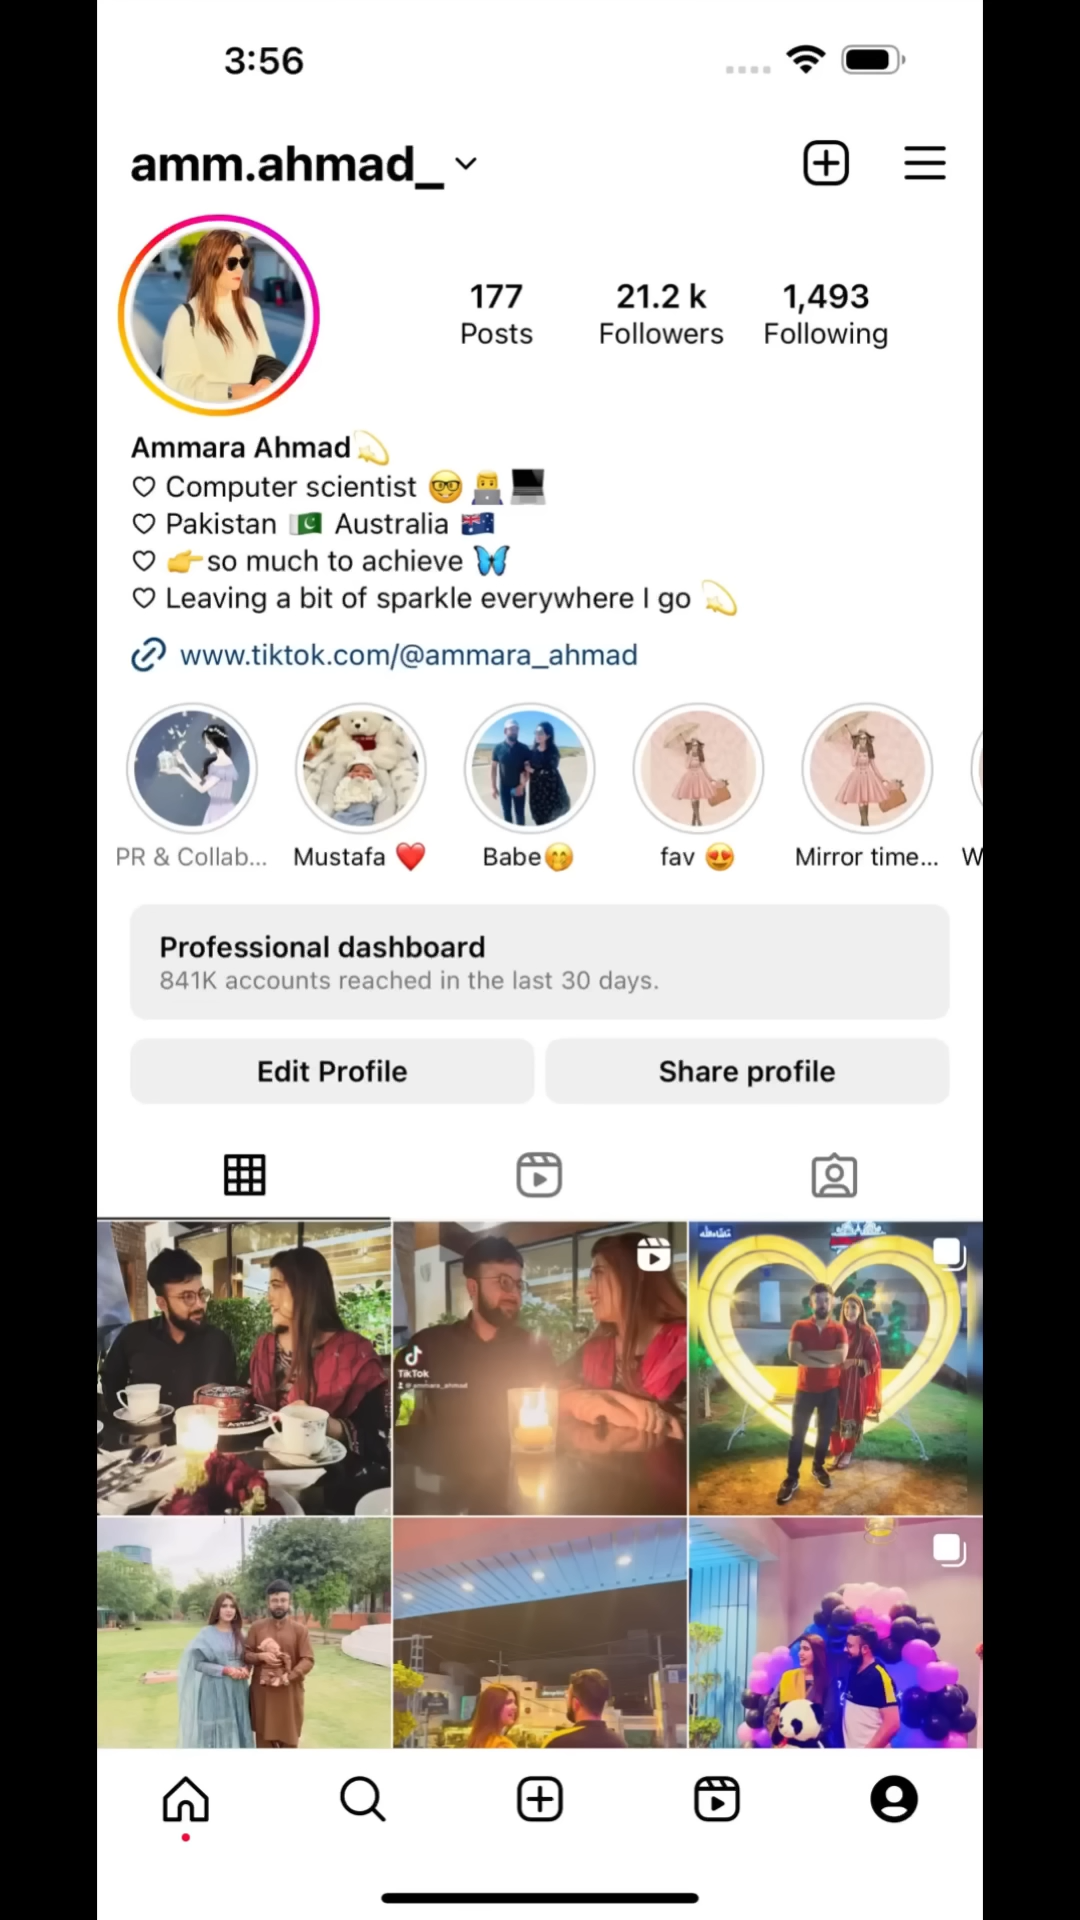 3:56
amm.ahmad_
177
Posts
21.2 k
Followers
1,493
Following
Ammara Ahmad💫
♡ Computer scientist 🤓 👨‍💻 💻
♡ Pakistan 🇵🇰 Australia 🇦🇺
♡ 👉so much to achieve 🦋
♡ Leaving a bit of sparkle everywhere I go 💫
www.tiktok.com/@ammara_ahmad
PR & Collab...
Mustafa ❤️
Babe🤭
fav 😍
Mirror time...
W
Professional dashboard
841K accounts reached in the last 30 days.
Edit Profile
Share profile
TikTok
@ammara_ahmad